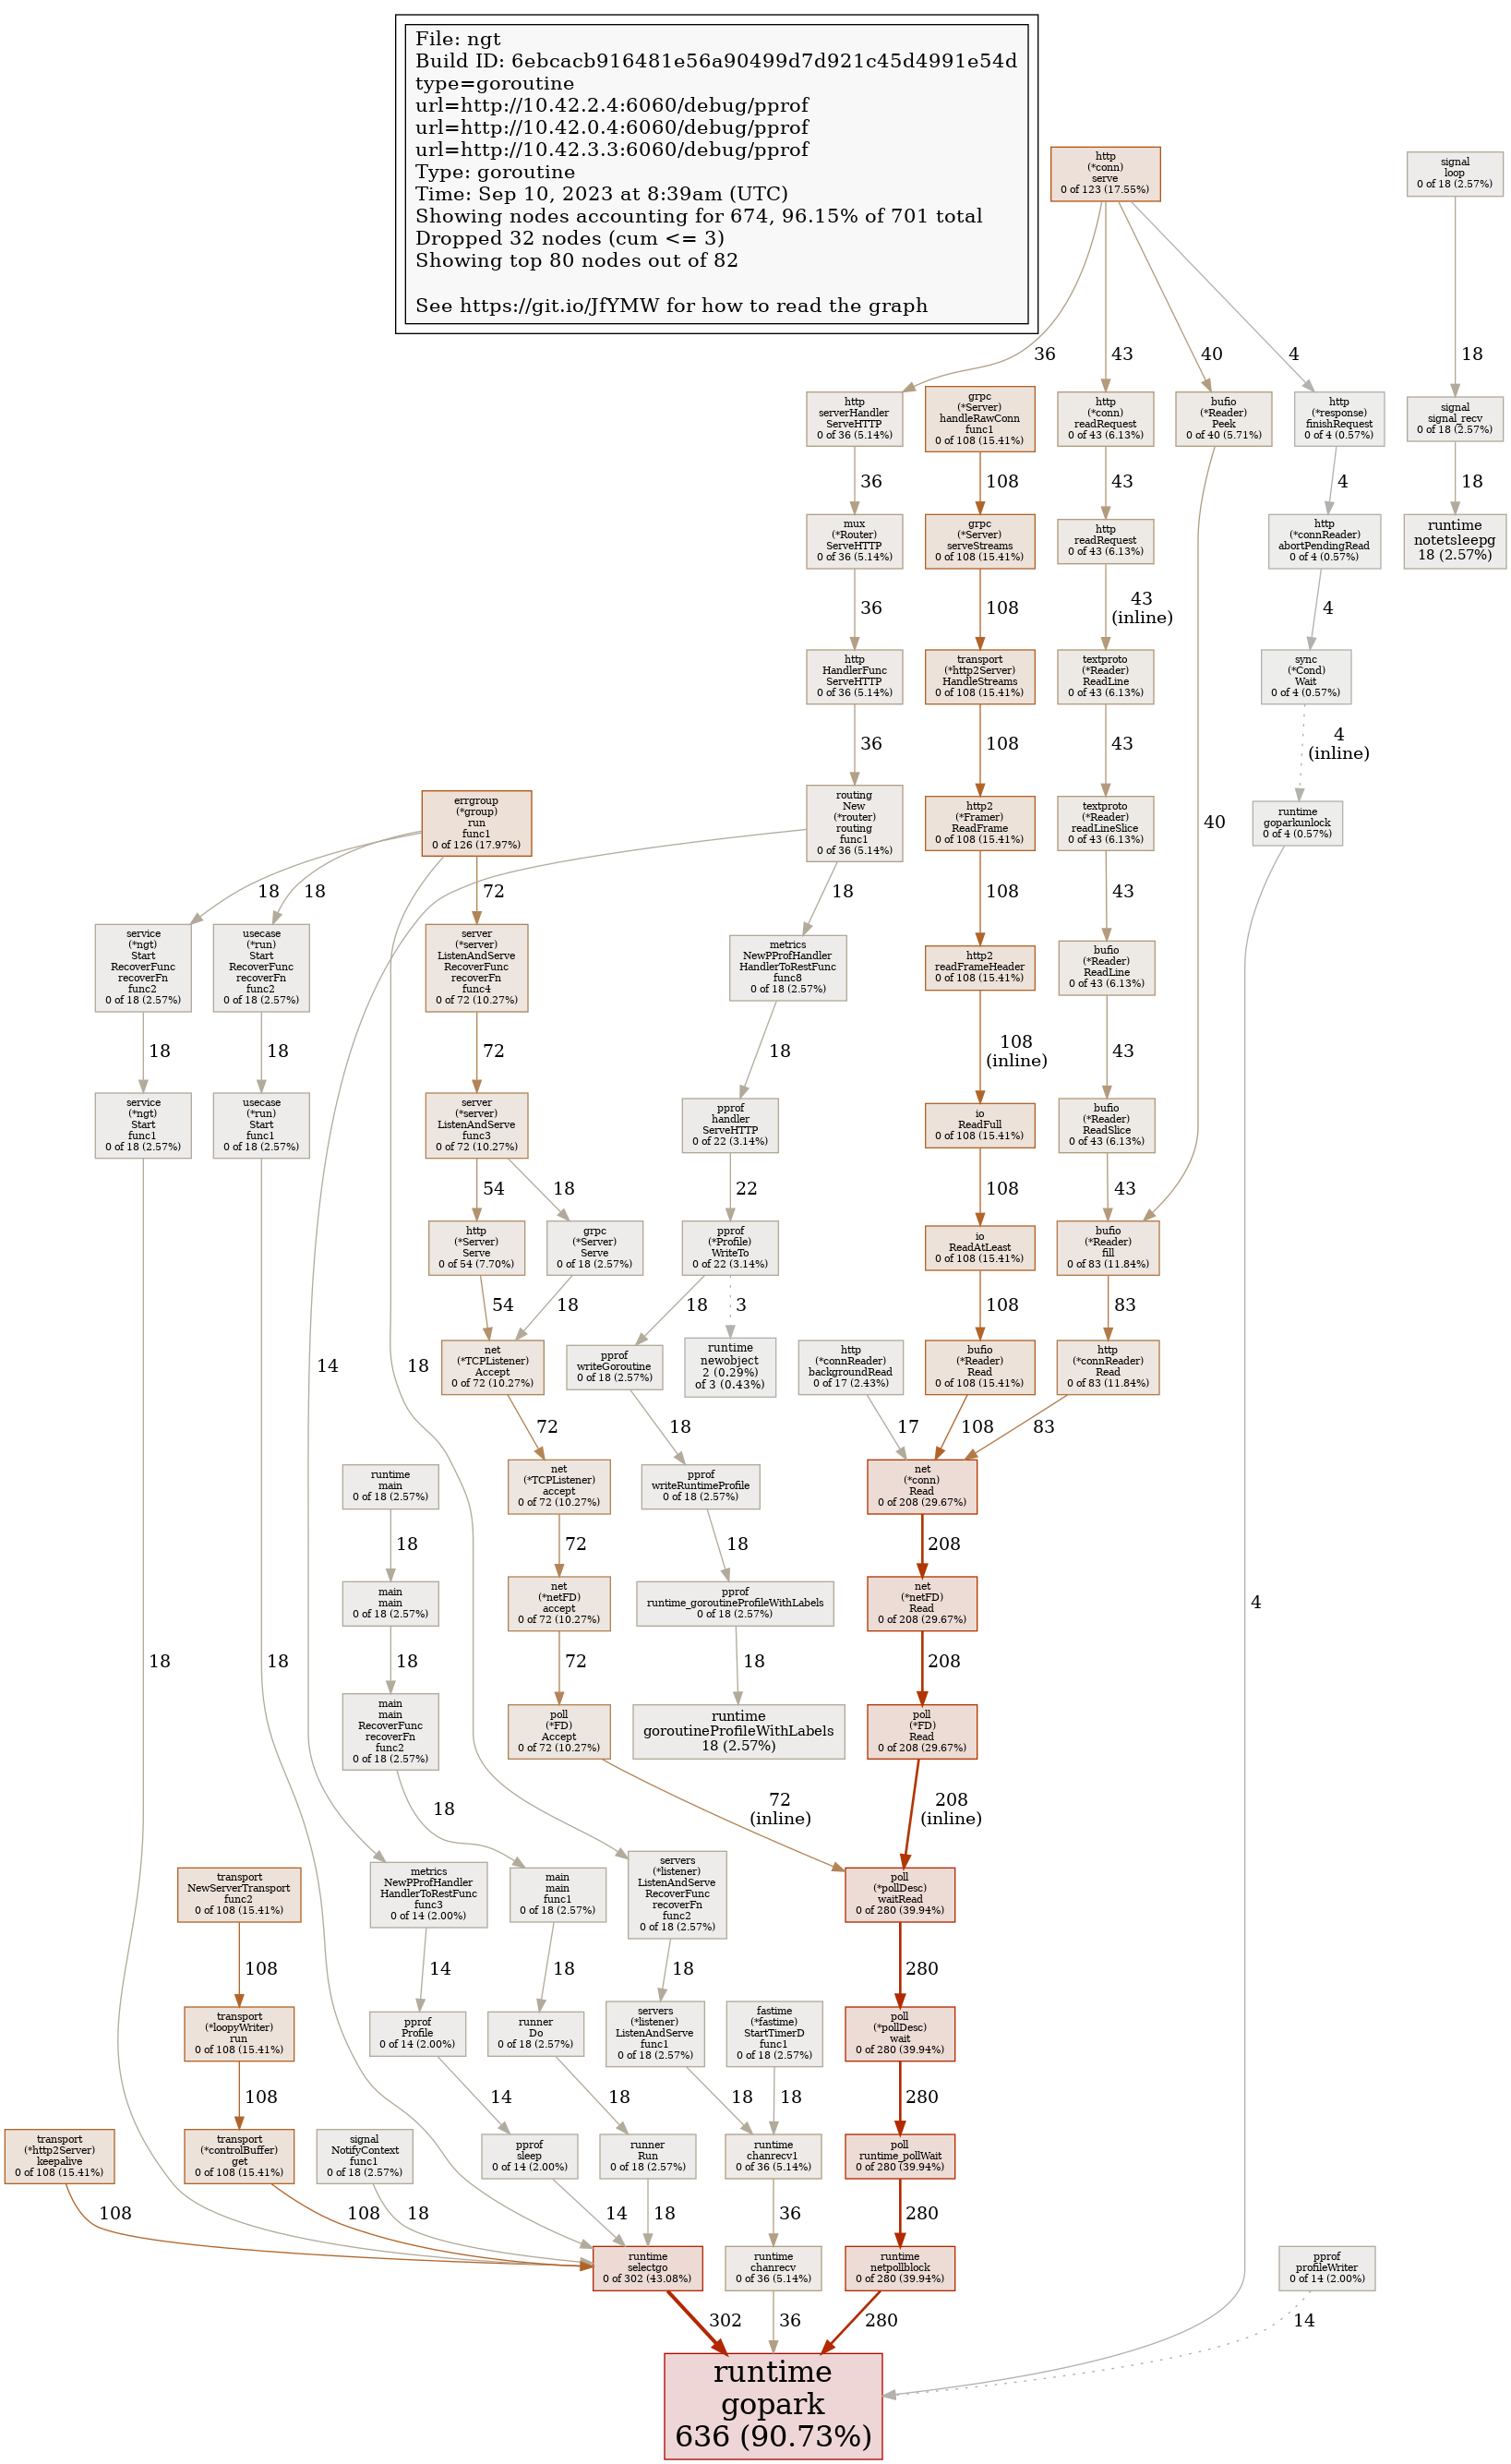 File: ngt
Build ID: 6ebcacb916481e56a90499d7d921c45d4991e54d
type=goroutine
url=http://10.42.2.4:6060/debug/pprof
url=http://10.42.0.4:6060/debug/pprof
url=http://10.42.3.3:6060/debug/pprof
Type: goroutine
Time: Sep 10, 2023 at 8:39am (UTC)
Showing nodes accounting for 674, 96.15% of 701 total
Dropped 32 nodes (cum <= 3)
Showing top 80 nodes out of 82
See https://git.io/JfYMW for how to read the graph
http
(*conn)
serve
0 of 123 (17.55%)
signal
loop
0 of 18 (2.57%)
36
43
40
4
18
http
serverHandler
ServeHTTP
0 of 36 (5.14%)
grpc
(*Server)
handleRawConn
func1
0 of 108 (15.41%)
http
(*conn)
readRequest
0 of 43 (6.13%)
bufio
(*Reader)
Peek
0 of 40 (5.71%)
http
(*response)
finishRequest
0 of 4 (0.57%)
signal
signal_recv
0 of 18 (2.57%)
36
108
43
4
18
mux
(*Router)
ServeHTTP
0 of 36 (5.14%)
grpc
(*Server)
serveStreams
0 of 108 (15.41%)
http
readRequest
0 of 43 (6.13%)
http
(*connReader)
abortPendingRead
0 of 4 (0.57%)
runtime
notetsleepg
18 (2.57%)
36
108
43
(inline)
4
http
HandlerFunc
ServeHTTP
0 of 36 (5.14%)
transport
(*http2Server)
HandleStreams
0 of 108 (15.41%)
textproto
(*Reader)
ReadLine
0 of 43 (6.13%)
sync
(*Cond)
Wait
0 of 4 (0.57%)
36
108
43
4
(inline)
errgroup
(*group)
run
func1
0 of 126 (17.97%)
routing
New
(*router)
routing
func1
0 of 36 (5.14%)
http2
(*Framer)
ReadFrame
0 of 108 (15.41%)
textproto
(*Reader)
readLineSlice
0 of 43 (6.13%)
40
runtime
goparkunlock
0 of 4 (0.57%)
18
18
72
18
108
43
service
(*ngt)
Start
RecoverFunc
recoverFn
func2
0 of 18 (2.57%)
usecase
(*run)
Start
RecoverFunc
recoverFn
func2
0 of 18 (2.57%)
server
(*server)
ListenAndServe
RecoverFunc
recoverFn
func4
0 of 72 (10.27%)
metrics
NewPProfHandler
HandlerToRestFunc
func8
0 of 18 (2.57%)
http2
readFrameHeader
0 of 108 (15.41%)
bufio
(*Reader)
ReadLine
0 of 43 (6.13%)
18
18
72
18
108
(inline)
43
service
(*ngt)
Start
func1
0 of 18 (2.57%)
usecase
(*run)
Start
func1
0 of 18 (2.57%)
server
(*server)
ListenAndServe
func3
0 of 72 (10.27%)
pprof
handler
ServeHTTP
0 of 22 (3.14%)
io
ReadFull
0 of 108 (15.41%)
bufio
(*Reader)
ReadSlice
0 of 43 (6.13%)
54
18
22
108
43
http
(*Server)
Serve
0 of 54 (7.70%)
grpc
(*Server)
Serve
0 of 18 (2.57%)
pprof
(*Profile)
WriteTo
0 of 22 (3.14%)
io
ReadAtLeast
0 of 108 (15.41%)
bufio
(*Reader)
fill
0 of 83 (11.84%)
54
18
18
3
108
83
14
18
net
(*TCPListener)
Accept
0 of 72 (10.27%)
pprof
writeGoroutine
0 of 18 (2.57%)
runtime
newobject
2 (0.29%)
of 3 (0.43%)
http
(*connReader)
backgroundRead
0 of 17 (2.43%)
bufio
(*Reader)
Read
0 of 108 (15.41%)
http
(*connReader)
Read
0 of 83 (11.84%)
72
18
17
108
83
runtime
main
0 of 18 (2.57%)
net
(*TCPListener)
accept
0 of 72 (10.27%)
pprof
writeRuntimeProfile
0 of 18 (2.57%)
net
(*conn)
Read
0 of 208 (29.67%)
18
72
18
208
main
main
0 of 18 (2.57%)
net
(*netFD)
accept
0 of 72 (10.27%)
pprof
runtime_goroutineProfileWithLabels
0 of 18 (2.57%)
net
(*netFD)
Read
0 of 208 (29.67%)
4
18
18
18
72
18
208
main
main
RecoverFunc
recoverFn
func2
0 of 18 (2.57%)
poll
(*FD)
Accept
0 of 72 (10.27%)
runtime
goroutineProfileWithLabels
18 (2.57%)
poll
(*FD)
Read
0 of 208 (29.67%)
18
72
(inline)
208
(inline)
transport
NewServerTransport
func2
0 of 108 (15.41%)
metrics
NewPProfHandler
HandlerToRestFunc
func3
0 of 14 (2.00%)
main
main
func1
0 of 18 (2.57%)
servers
(*listener)
ListenAndServe
RecoverFunc
recoverFn
func2
0 of 18 (2.57%)
poll
(*pollDesc)
waitRead
0 of 280 (39.94%)
108
14
18
18
280
transport
(*loopyWriter)
run
0 of 108 (15.41%)
pprof
Profile
0 of 14 (2.00%)
runner
Do
0 of 18 (2.57%)
servers
(*listener)
ListenAndServe
func1
0 of 18 (2.57%)
fastime
(*fastime)
StartTimerD
func1
0 of 18 (2.57%)
poll
(*pollDesc)
wait
0 of 280 (39.94%)
108
14
18
18
18
280
transport
(*http2Server)
keepalive
0 of 108 (15.41%)
transport
(*controlBuffer)
get
0 of 108 (15.41%)
signal
NotifyContext
func1
0 of 18 (2.57%)
pprof
sleep
0 of 14 (2.00%)
runner
Run
0 of 18 (2.57%)
runtime
chanrecv1
0 of 36 (5.14%)
poll
runtime_pollWait
0 of 280 (39.94%)
108
108
18
14
18
36
280
runtime
selectgo
0 of 302 (43.08%)
runtime
chanrecv
0 of 36 (5.14%)
runtime
netpollblock
0 of 280 (39.94%)
pprof
profileWriter
0 of 14 (2.00%)
302
36
280
14
runtime
gopark
636 (90.73%)